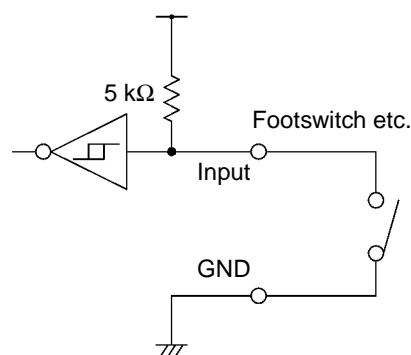 5 kΩ
Footswitch etc.
Input
GND